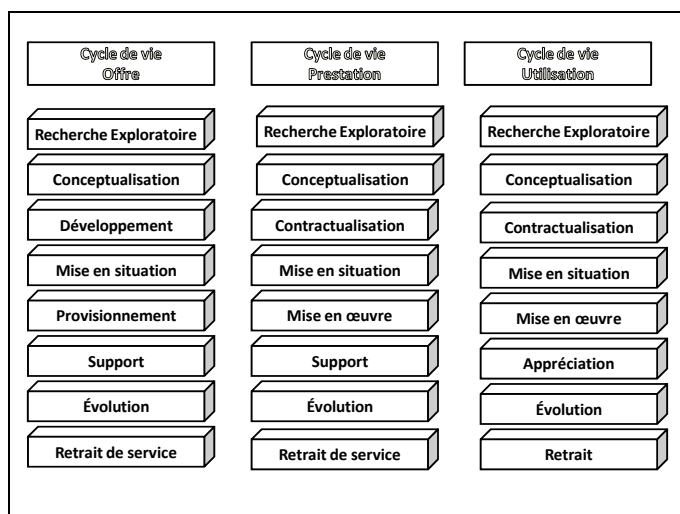 Cycle de vie
Offre
Recherche Exploratoire
Conceptualisation
Développement
Mise en situation
Provisionnement
Support
Évolution
Retrait de service
Cycle de vie
Prestation
Recherche Exploratoire
Conceptualisation
Contractualisation
Mise en situation
Mise en œuvre
Support
Évolution
Retrait de service
Cycle de vie
Utilisation
Recherche Exploratoire
Conceptualisation
Contractualisation
Mise en situation
Mise en œuvre
Appréciation
Évolution
Retrait